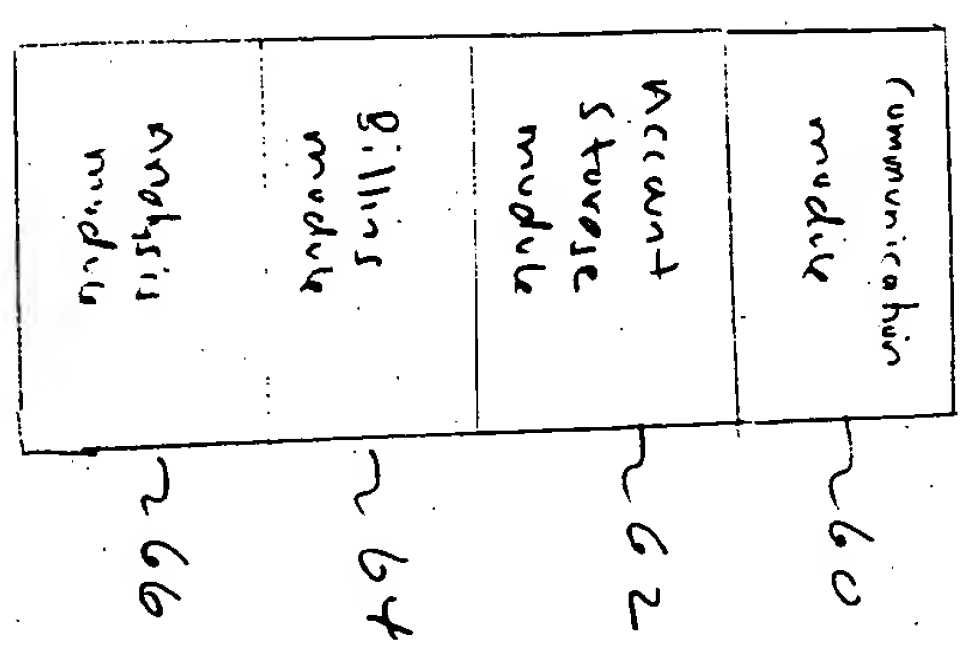 Communication
module
60
Account
Storage
module
62
Billing
module
64
Analysis
module
66